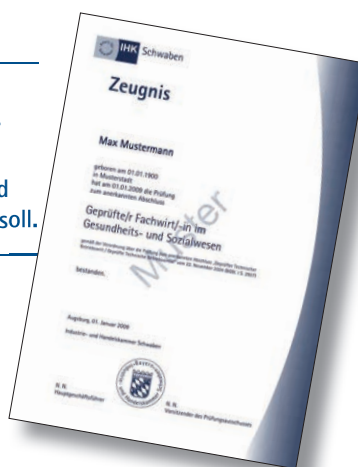 d
soll.
IHK Schwaben
Zeugnis
Max Mustermann
geboren am 01.01.1900
in Musterstadt
hat am 01.01.2009 die Prüfung
zum anerkannten Abschluss
Geprüfte/r Fachwirt/-in im
Gesundheits- und Sozialwesen
bestanden.
Muster
Augsburg, 01. Januar 2009
Industrie- und Handelskammer Schwaben
N. N.
Hauptgeschäftsführer
N. N.
Vorsitzender des Prüfungsausschusses